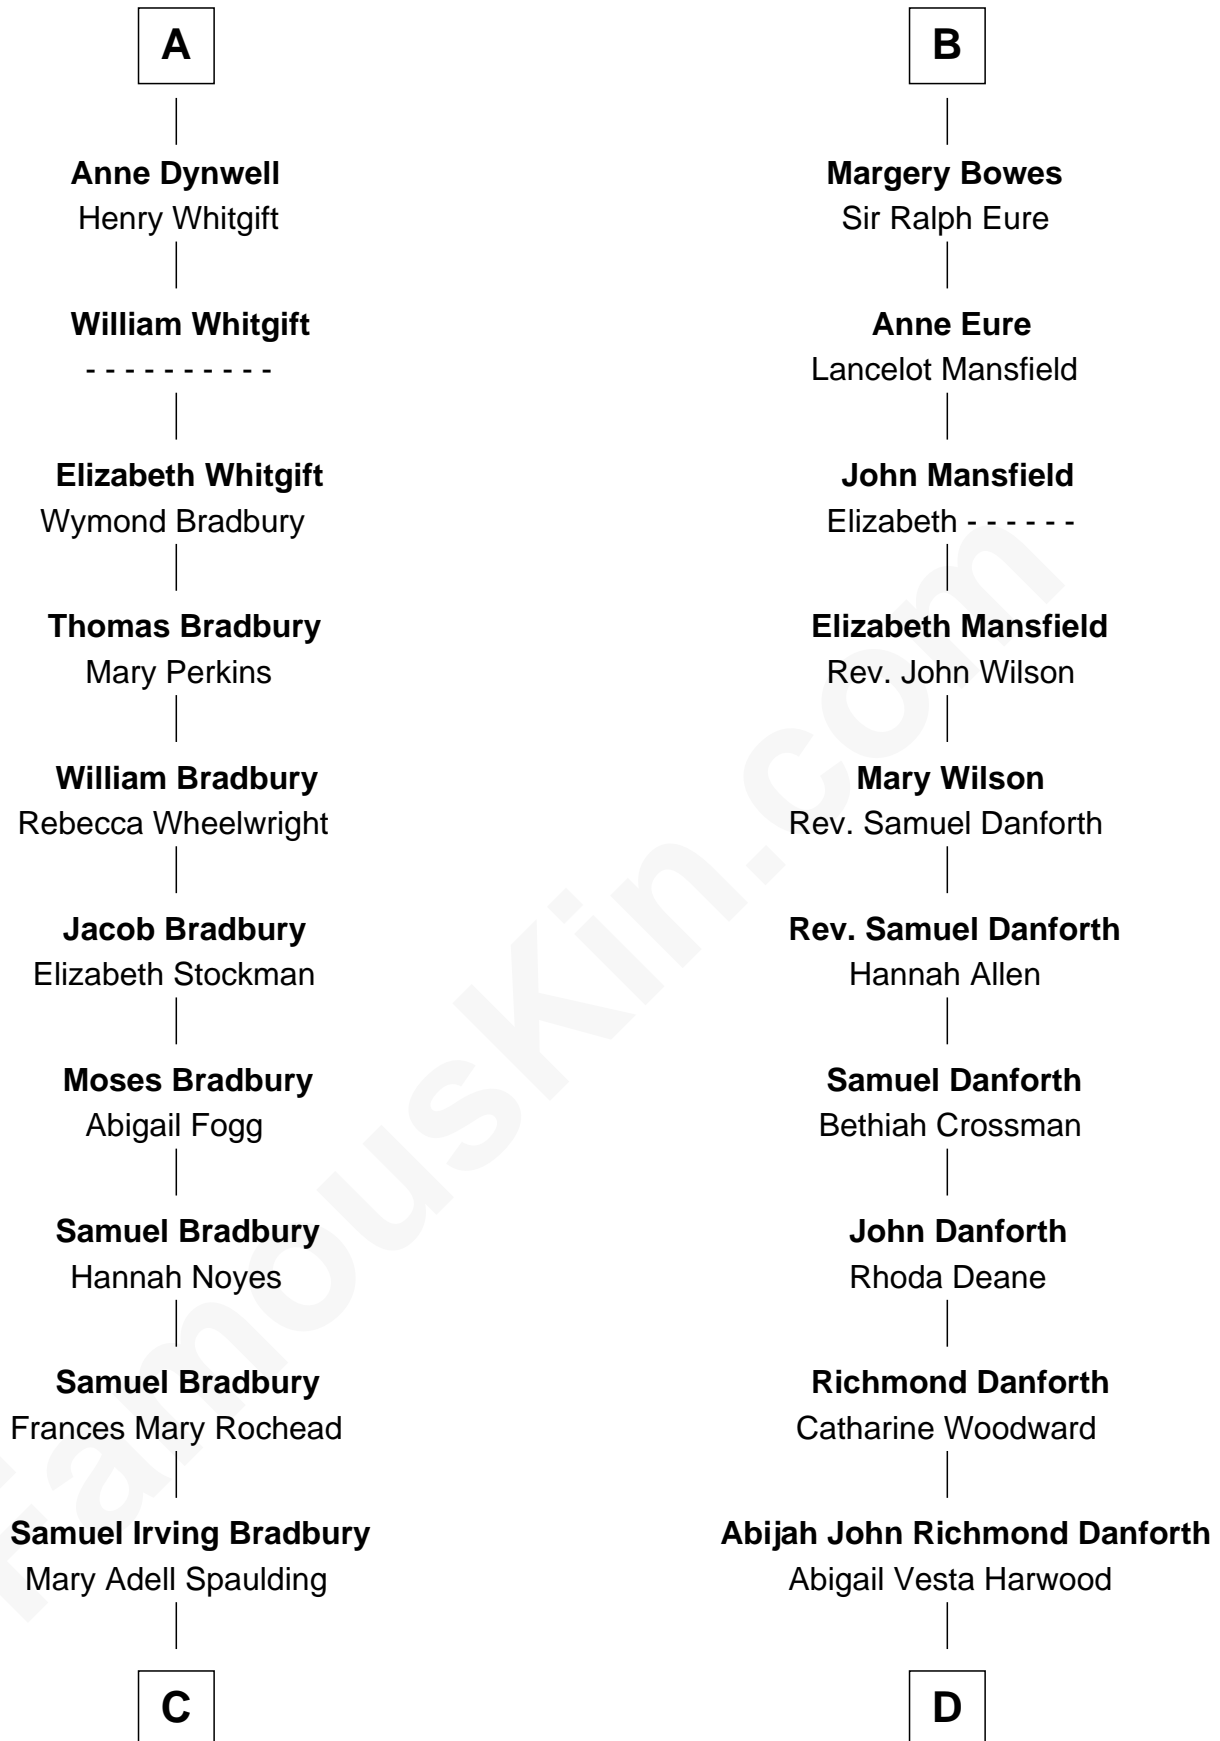 A
Anne Dynwell
Henry Whitgift
William Whitgift
- - - - - - - - - -
Elizabeth Whitgift
Wymond Bradbury
Thomas Bradbury
Mary Perkins
William Bradbury
Rebecca Wheelwright
Jacob Bradbury
Elizabeth Stockman
Moses Bradbury
Abigail Fogg
Samuel Bradbury
Hannah Noyes
Samuel Bradbury
Frances Mary Rochead
Samuel Irving Bradbury
Mary Adell Spaulding
C
B
Margery Bowes
Sir Ralph Eure
Anne Eure
Lancelot Mansfield
John Mansfield
Elizabeth - - - - - -
Elizabeth Mansfield
Rev. John Wilson
Mary Wilson
Rev. Samuel Danforth
Rev. Samuel Danforth
Hannah Allen
Samuel Danforth
Bethiah Crossman
John Danforth
Rhoda Deane
Richmond Danforth
Catharine Woodward
Abijah John Richmond Danforth
Abigail Vesta Harwood
D
FamousKin.com